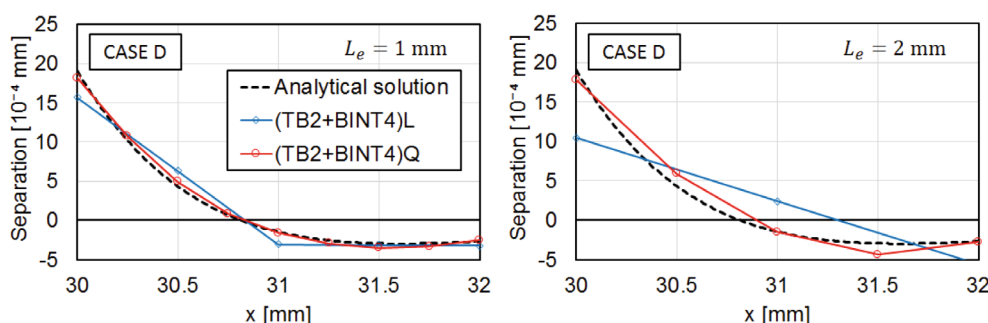 25
20
15
10
5
0
-5
Separation [10⁻⁴ mm]
CASE D
Lₑ = 1 mm
Analytical solution
(TB2+BINT4)L
(TB2+BINT4)Q
30 30.5 31 31.5 32
x [mm]
25
20
15
10
5
0
-5
Separation [10⁻⁴ mm]
CASE D
Lₑ = 2 mm
30 30.5 31 31.5 32
x [mm]